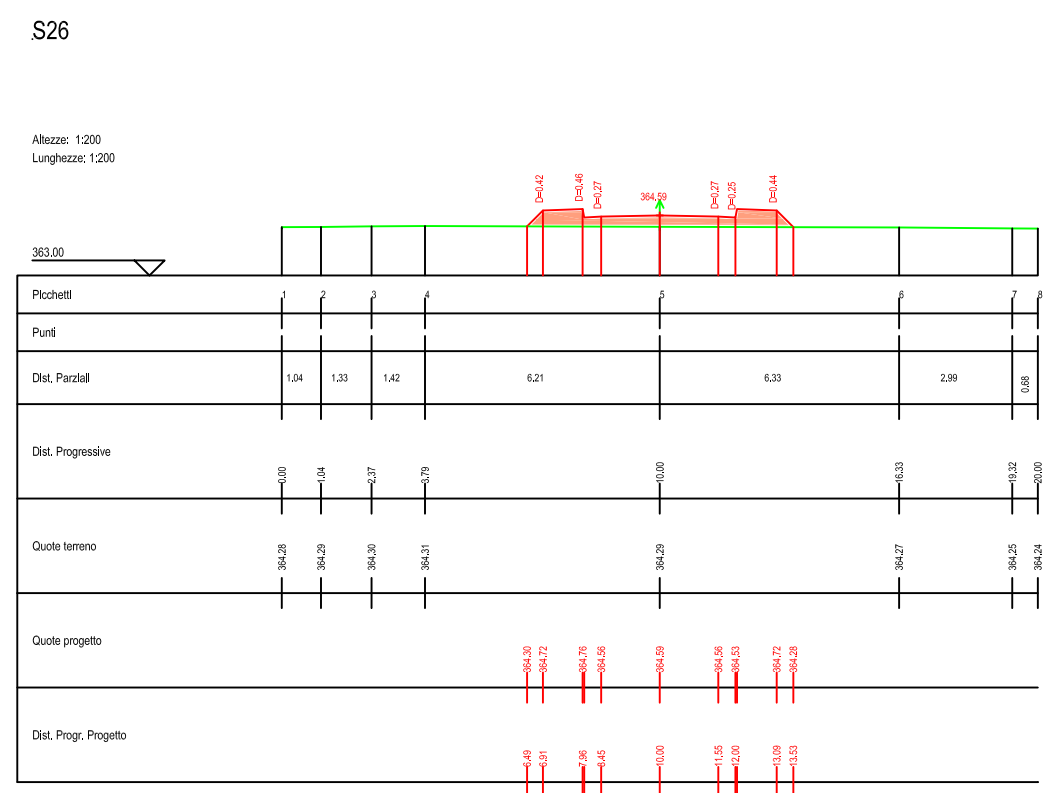 S26
Altezze: 1:200
Lunghezze: 1:200
D=0.42 D=0.46 D=0.27 364.59 D=0.27 D=0.25 D=0.44
363.00
Picchetti 1 2 3 4 5 6 7 8
Punti
Dist. Parziali 1.04 1.33 1.42 6.21 6.33 2.99 0.68
Dist. Progressive 0.00 1.04 2.37 3.79 10.00 16.33 19.32 20.00
Quote terreno 364.28 364.29 364.30 364.31 364.29 364.27 364.25 364.24
Quote progetto 364.30 364.72 364.76 364.56 364.59 364.56 364.53 364.72 364.28
Dist. Progr. Progetto 6.49 6.91 7.96 8.45 10.00 11.55 12.00 13.09 13.53